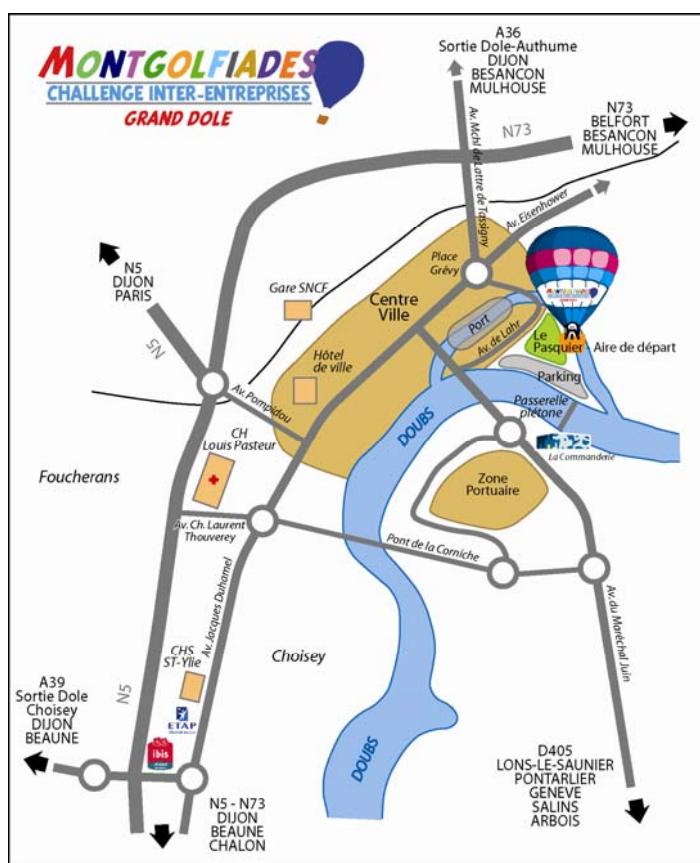 MONTGOLFIADES
CHALLENGE INTER-ENTREPRISES
GRAND DOLE
A36
Sortie Dole-Authume
DIJON
BESANCON
MULHOUSE
N73
BELFORT
BESANCON
MULHOUSE
N73
Av. Mchl de Lattre de Tassigny
Av. Eisenhower
Place
Grévy
N5
DIJON
PARIS
N5
Gare SNCF
Centre
Ville
MONTGOLFIADES
Port
Av. de Lahr
Le
Pasquier
Aire de départ
Hôtel
de ville
Parking
Passerelle
piétone
Av. Pompidou
DOUBS
La Commanderie
CH
Louis Pasteur
Foucherans
Zone
Portuaire
Av. Ch. Laurent
Thouverey
Pont de la Corniche
Av. Jacques Duhamel
Av. du Maréchal Juin
Choisey
CHS
ST-Ylie
A39
Sortie Dole
Choisey
DIJON
BEAUNE
N5
ETAP
ibis
DOUBS
N5 - N73
DIJON
BEAUNE
CHALON
D405
LONS-LE-SAUNIER
PONTARLIER
GENEVE
SALINS
ARBOIS